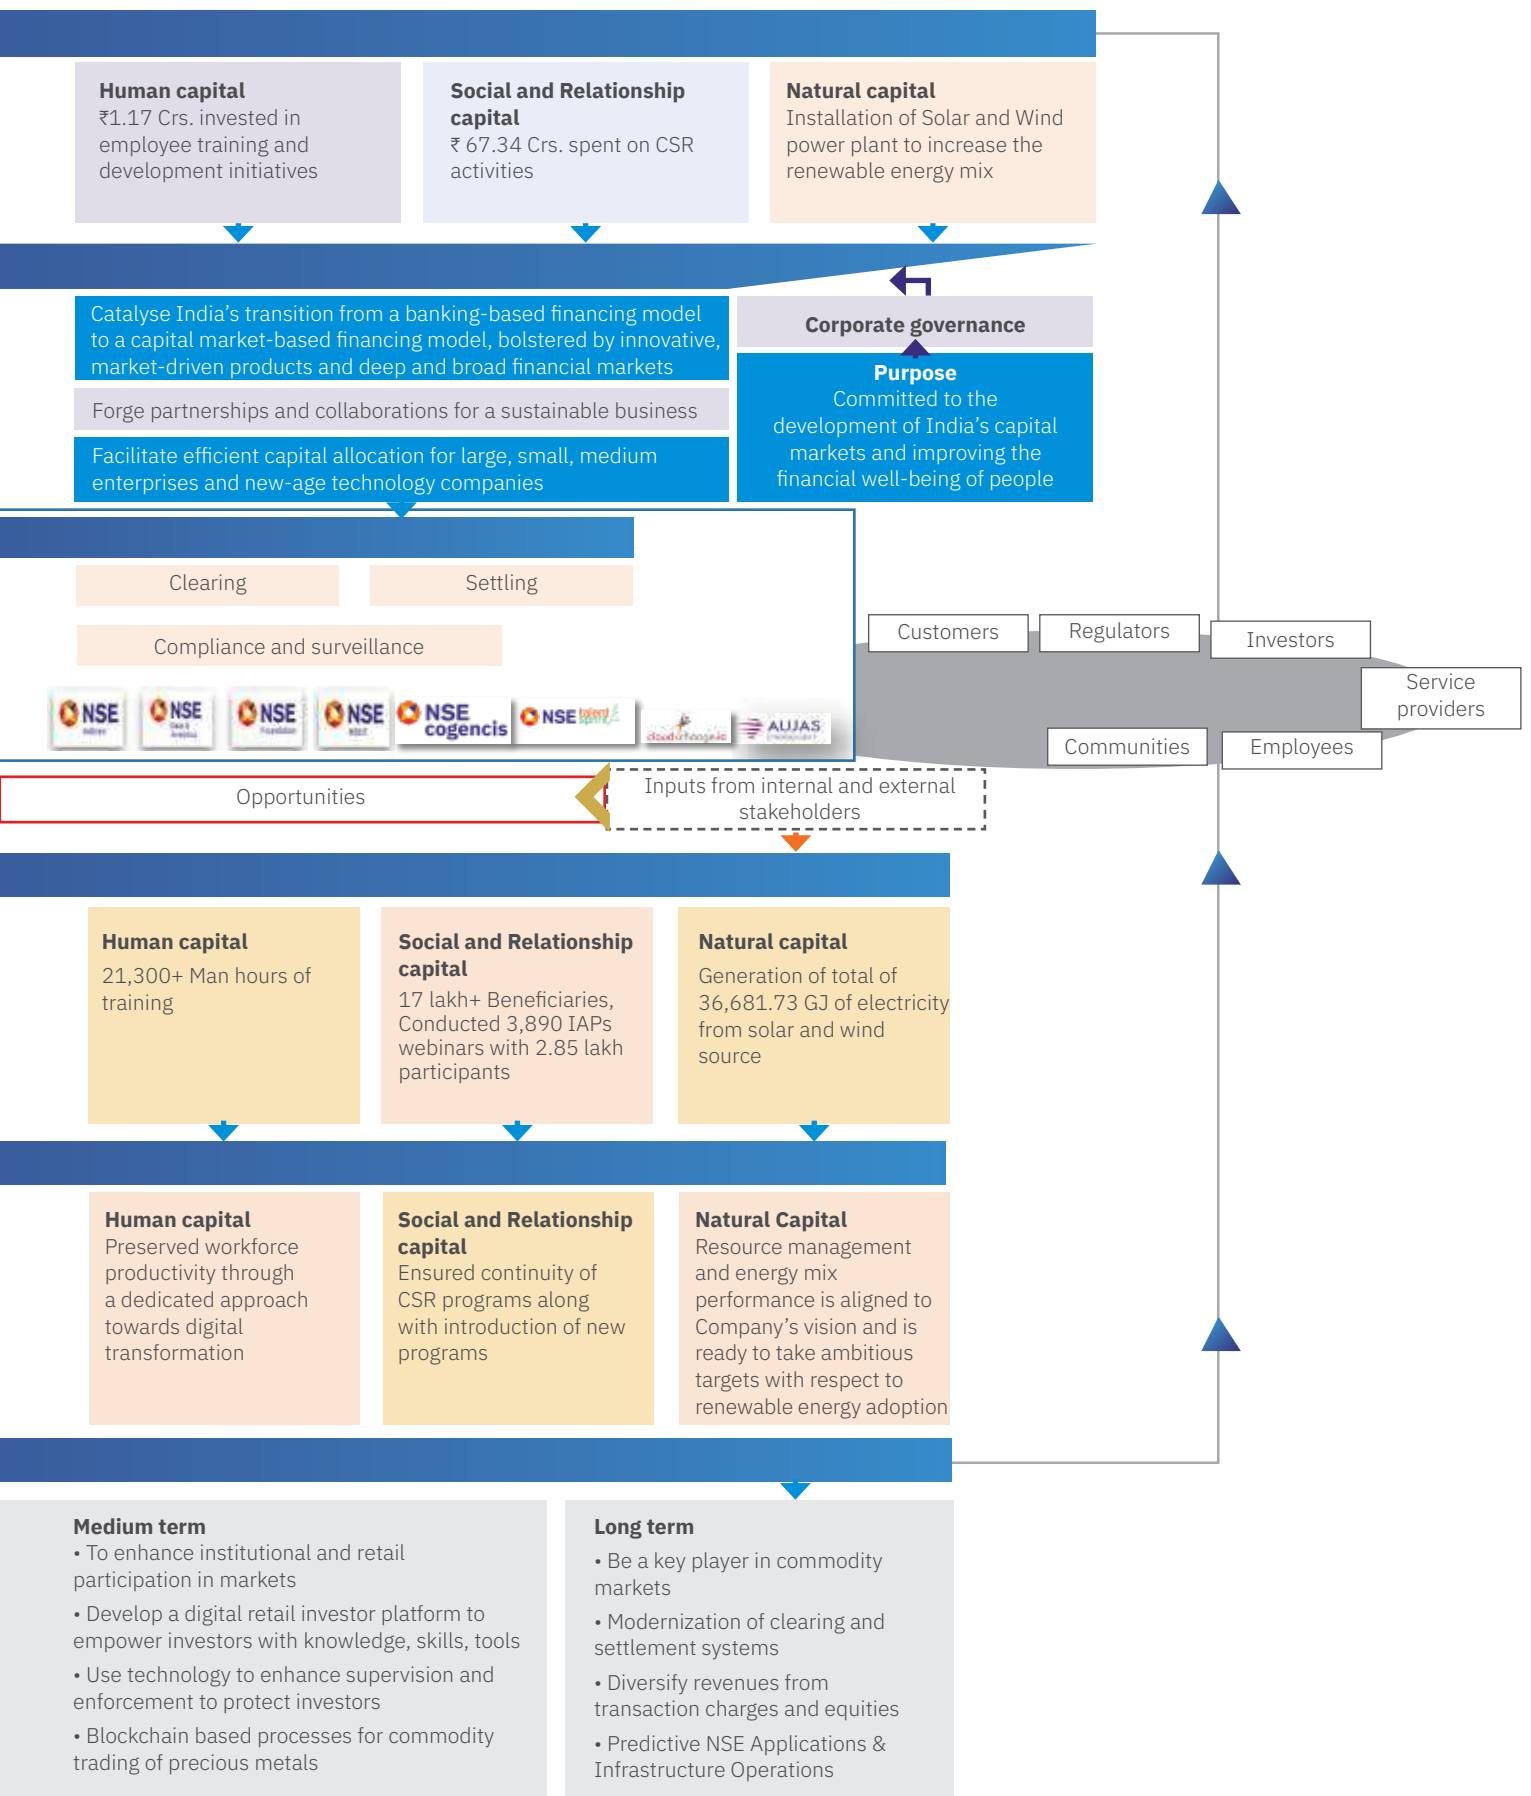 Human capital
₹1.17 Crs. invested in
employee training and
development initiatives
Social and Relationship
capital
₹ 67.34 Crs. spent on CSR
activities
Natural capital
Installation of Solar and Wind
power plant to increase the
renewable energy mix
Catalyse India’s transition from a banking-based financing model
to a capital market-based financing model, bolstered by innovative,
market-driven products and deep and broad financial markets
Forge partnerships and collaborations for a sustainable business
Facilitate efficient capital allocation for large, small, medium
enterprises and new-age technology companies
Corporate governance
Purpose
Committed to the
development of India’s capital
markets and improving the
financial well-being of people
Clearing
Settling
Compliance and surveillance
NSE
NSE
NSE
Foundation
NSE
NSE
cogencis
NSE talent
sprint
cloudxchange.io
AUJAS
Customers
Regulators
Investors
Service
providers
Communities
Employees
Opportunities
Inputs from internal and external
stakeholders
Human capital
21,300+ Man hours of
training
Social and Relationship
capital
17 lakh+ Beneficiaries,
Conducted 3,890 IAPs
webinars with 2.85 lakh
participants
Natural capital
Generation of total of
36,681.73 GJ of electricity
from solar and wind
source
Human capital
Preserved workforce
productivity through
a dedicated approach
towards digital
transformation
Social and Relationship
capital
Ensured continuity of
CSR programs along
with introduction of new
programs
Natural Capital
Resource management
and energy mix
performance is aligned to
Company’s vision and is
ready to take ambitious
targets with respect to
renewable energy adoption
Medium term
• To enhance institutional and retail
participation in markets
• Develop a digital retail investor platform to
empower investors with knowledge, skills, tools
• Use technology to enhance supervision and
enforcement to protect investors
• Blockchain based processes for commodity
trading of precious metals
Long term
• Be a key player in commodity
markets
• Modernization of clearing and
settlement systems
• Diversify revenues from
transaction charges and equities
• Predictive NSE Applications &
Infrastructure Operations